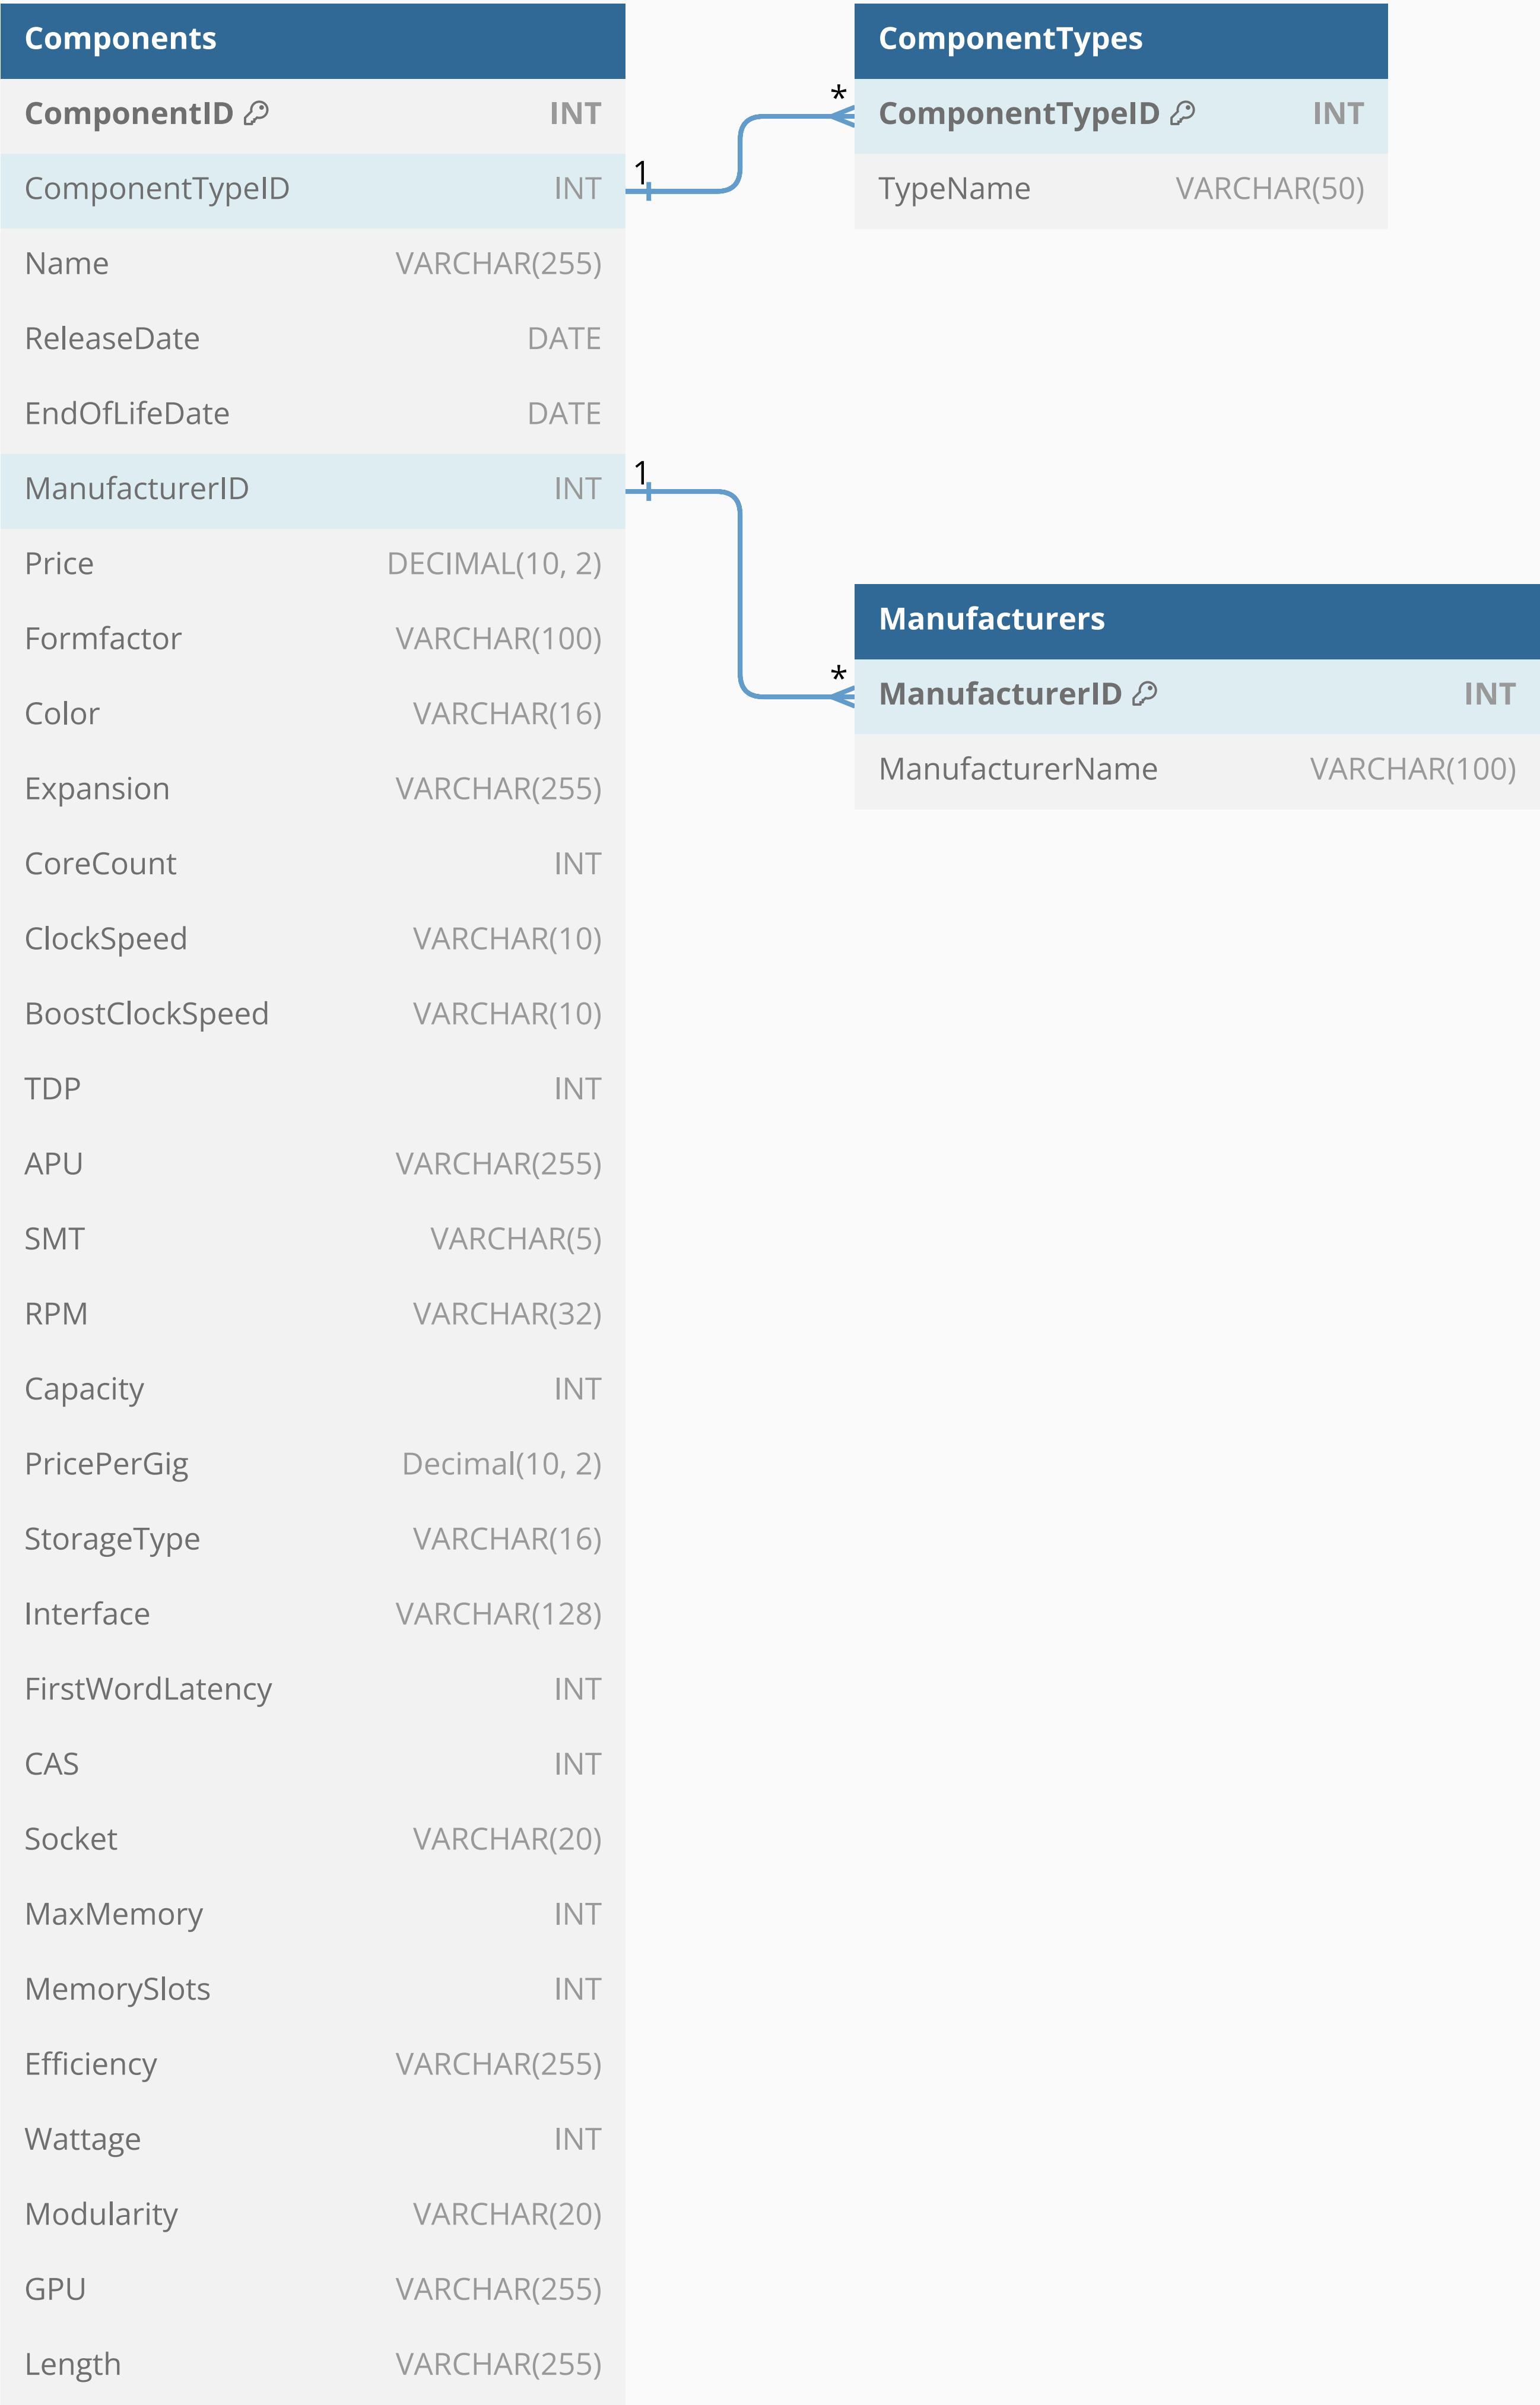 Components
ComponentID INT
ComponentTypeID INT
Name VARCHAR(255)
ReleaseDate DATE
EndOfLifeDate DATE
ManufacturerID INT
Price DECIMAL(10, 2)
Formfactor VARCHAR(100)
Color VARCHAR(16)
Expansion VARCHAR(255)
CoreCount INT
ClockSpeed VARCHAR(10)
BoostClockSpeed VARCHAR(10)
TDP INT
APU VARCHAR(255)
SMT VARCHAR(5)
RPM VARCHAR(32)
Capacity INT
PricePerGig Decimal(10, 2)
StorageType VARCHAR(16)
Interface VARCHAR(128)
FirstWordLatency INT
CAS INT
Socket VARCHAR(20)
MaxMemory INT
MemorySlots INT
Efficiency VARCHAR(255)
Wattage INT
Modularity VARCHAR(20)
GPU VARCHAR(255)
Length VARCHAR(255)
1
*
1
*
ComponentTypes
ComponentTypeID INT
TypeName VARCHAR(50)
Manufacturers
ManufacturerID INT
ManufacturerName VARCHAR(100)